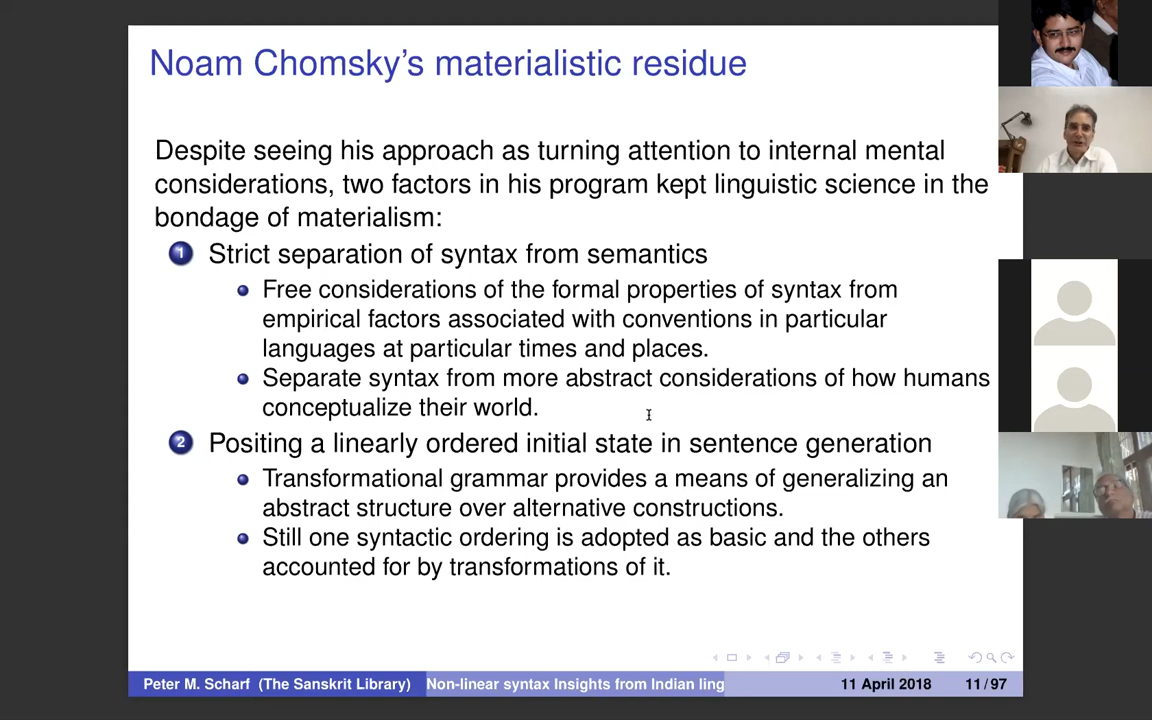 Noam Chomsky's materialistic residue
Despite seeing his approach as turning attention to internal mental
considerations, two factors in his program kept linguistic science in the
bondage of materialism:
1 Strict separation of syntax from semantics
Free considerations of the formal properties of syntax from
empirical factors associated with conventions in particular
languages at particular times and places.
Separate syntax from more abstract considerations of how humans
conceptualize their world.
2 Positing a linearly ordered initial state in sentence generation
Transformational grammar provides a means of generalizing an
abstract structure over alternative constructions.
Still one syntactic ordering is adopted as basic and the others
accounted for by transformations of it.
Peter M. Scharf (The Sanskrit Library) Non-linear syntax Insights from Indian ling 11 April 2018 11/97